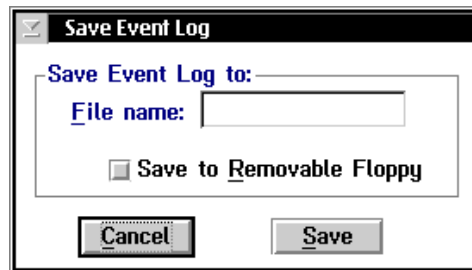 Save Event Log
Save Event Log to:
File name:
Save to Removable Floppy
Cancel Save